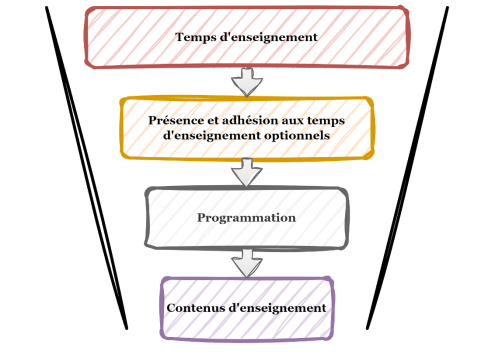 Temps d'enseignement
Présence et adhésion aux temps
d'enseignement optionnels
Programmation
Contenus d'enseignement